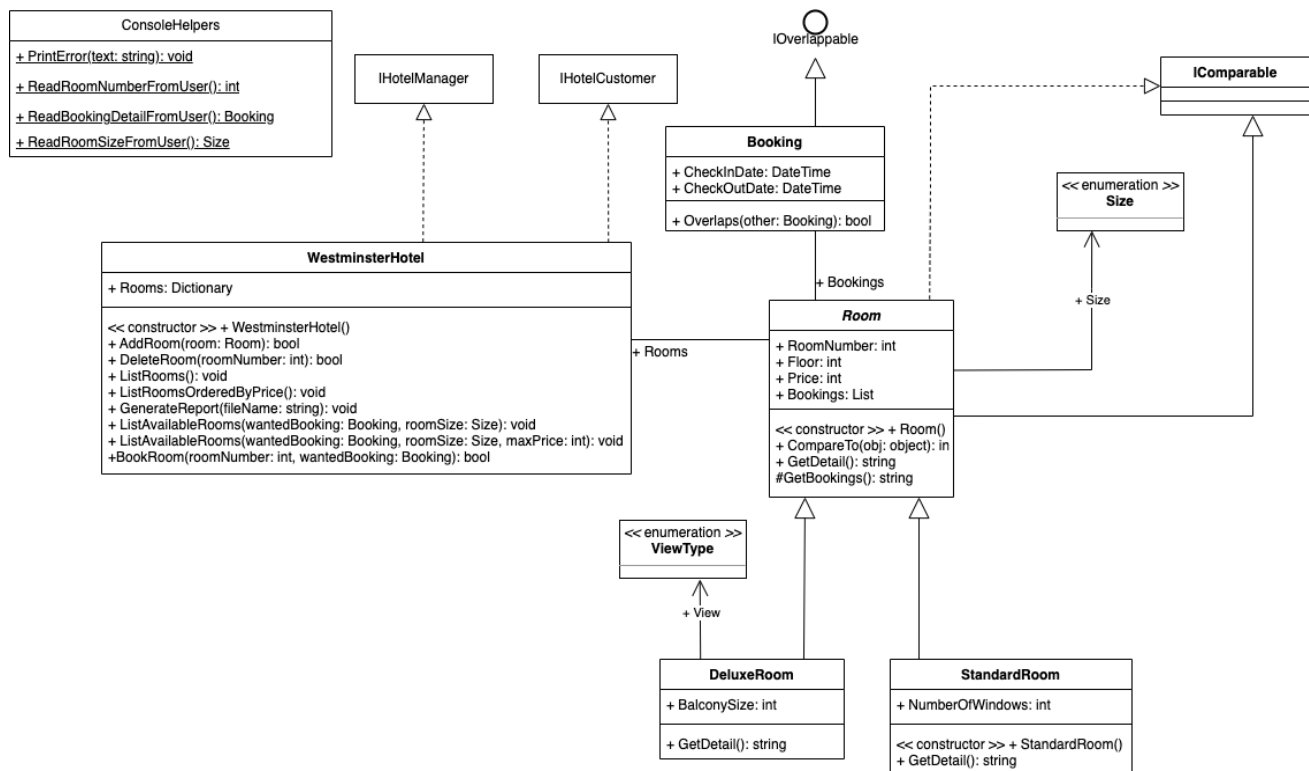 ConsoleHelpers
+ PrintError(text: string): void
+ ReadRoomNumberFromUser(): int
+ ReadBookingDetailFromUser(): Booking
+ ReadRoomSizeFromUser(): Size
IHotelManager
IHotelCustomer
IOverlappable
IComparable
Booking
+ CheckInDate: DateTime
+ CheckOutDate: DateTime
+ Overlaps(other: Booking): bool
<< enumeration >>
Size
WestminsterHotel
+ Rooms: Dictionary
<< constructor >> + WestminsterHotel()
+ AddRoom(room: Room): bool
+ DeleteRoom(roomNumber: int): bool
+ ListRooms(): void
+ ListRoomsOrderedByPrice(): void
+ GenerateReport(fileName: string): void
+ ListAvailableRooms(wantedBooking: Booking, roomSize: Size): void
+ ListAvailableRooms(wantedBooking: Booking, roomSize: Size, maxPrice: int): void
+BookRoom(roomNumber: int, wantedBooking: Booking): bool
+ Bookings
+ Size
+ Rooms
Room
+ RoomNumber: int
+ Floor: int
+ Price: int
+ Bookings: List
<< constructor >> + Room()
+ CompareTo(obj: object): in
+ GetDetail(): string
#GetBookings(): string
<< enumeration >>
ViewType
+ View
DeluxeRoom
+ BalconySize: int
+ GetDetail(): string
StandardRoom
+ NumberOfWindows: int
<< constructor >> + StandardRoom()
+ GetDetail(): string